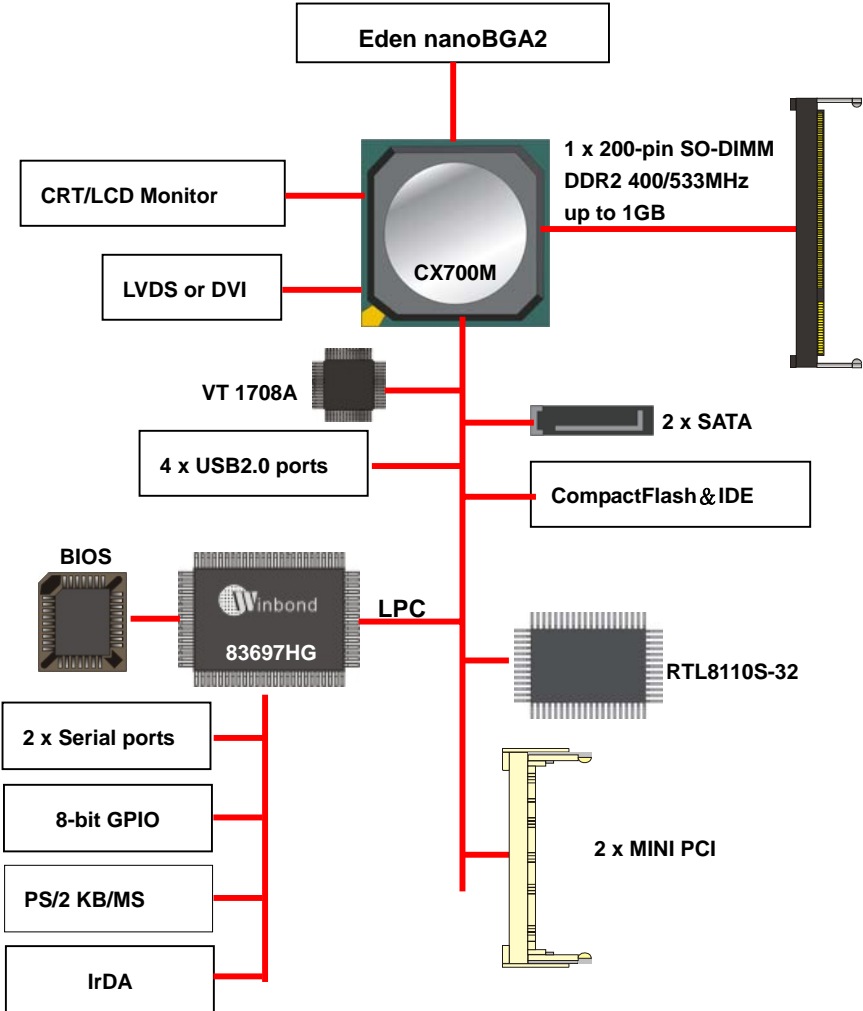 Eden nanoBGA2
1 x 200-pin SO-DIMM
DDR2 400/533MHz
up to 1GB
CRT/LCD Monitor
CX700M
LVDS or DVI
VT 1708A
2 x SATA
4 x USB2.0 ports
CompactFlash＆IDE
BIOS
Winbond
LPC
83697HG
RTL8110S-32
2 x Serial ports
8-bit GPIO
2 x MINI PCI
PS/2 KB/MS
IrDA